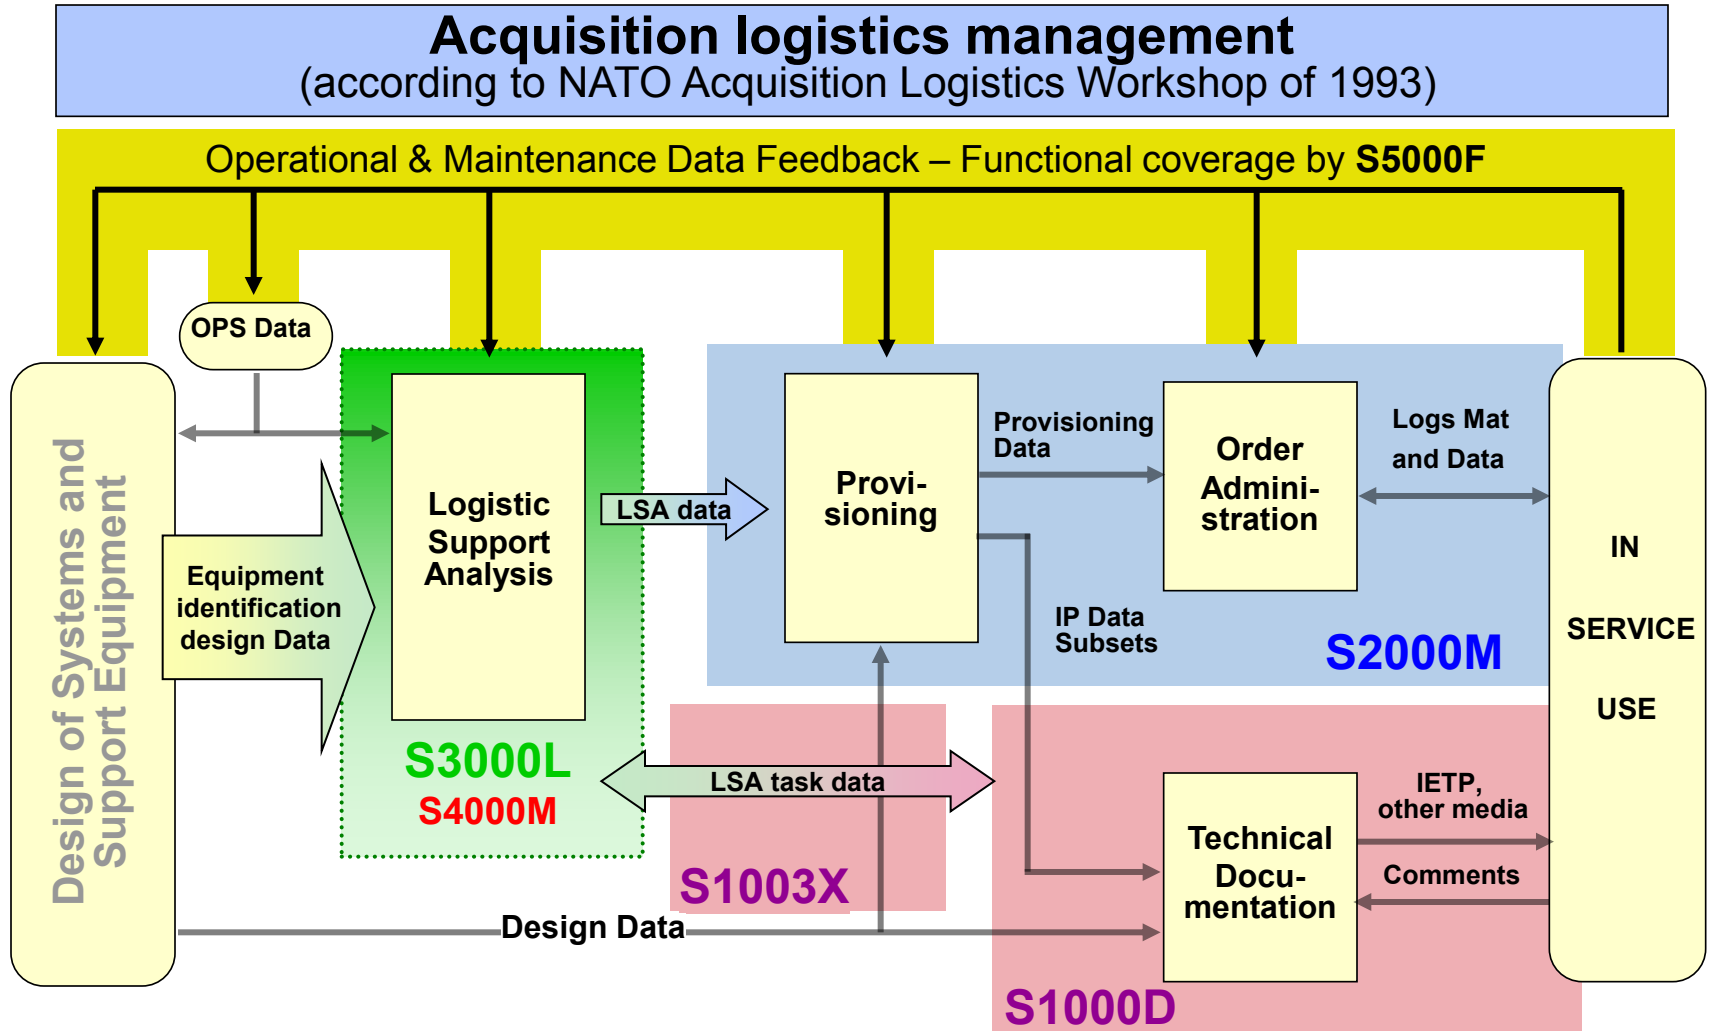 Acquisition logistics management
(according to NATO Acquisition Logistics Workshop of 1993)
Operational & Maintenance Data Feedback – Functional coverage by S5000F
OPS Data
Design of Systems and
Support Equipment
Equipment
identification
design Data
Logistic
Support
Analysis
S3000L
S4000M
LSA data
Provi-
sioning
Provisioning
Data
Order
Admini-
stration
Logs Mat
and Data
IP Data
Subsets
S2000M
IN
SERVICE
USE
LSA task data
S1003X
Design Data
Technical
Docu-
mentation
IETP,
other media
Comments
S1000D